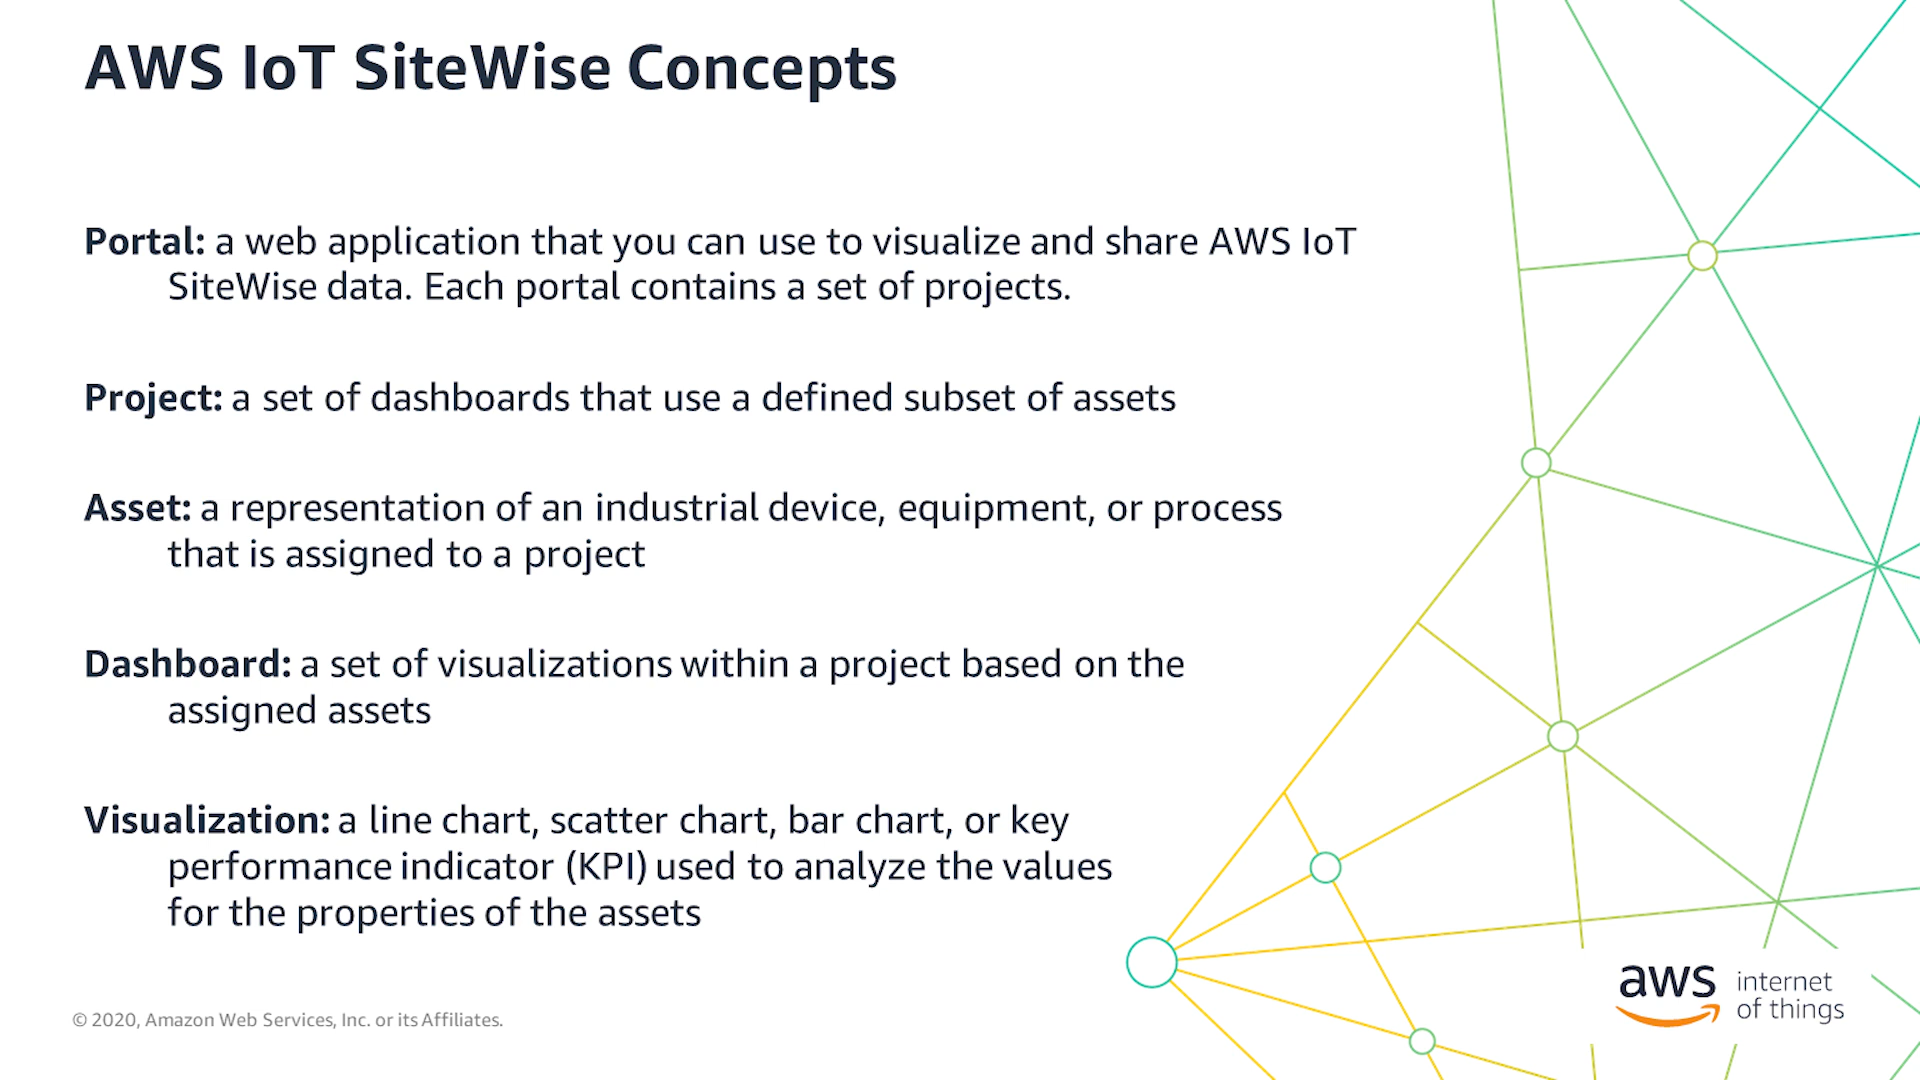 AWS IoT SiteWise Concepts
Portal: a web application that you can use to visualize and share AWS IoT
SiteWise data. Each portal contains a set of projects.
Project: a set of dashboards that use a defined subset of assets
Asset: a representation of an industrial device, equipment, or process
that is assigned to a project
Dashboard: a set of visualizations within a project based on the
assigned assets
Visualization: a line chart, scatter chart, bar chart, or key
performance indicator (KPI) used to analyze the values
for the properties of the assets
© 2020, Amazon Web Services, Inc. or its Affiliates.
aws
internet
of things